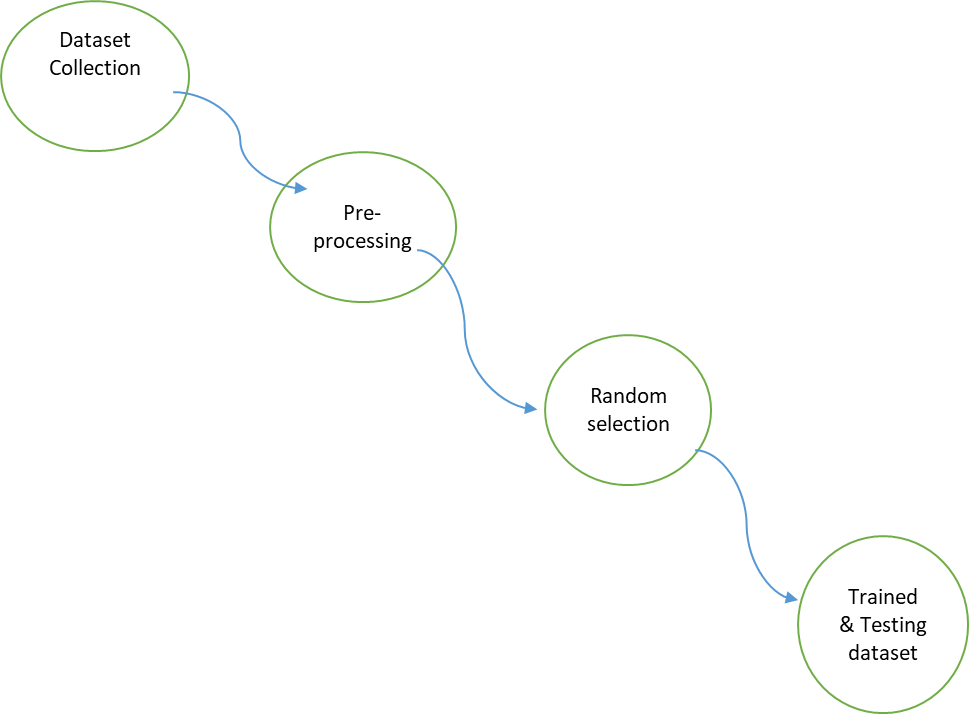 Dataset
Collection
Pre-
processing
Random
selection
Trained
& Testing
dataset